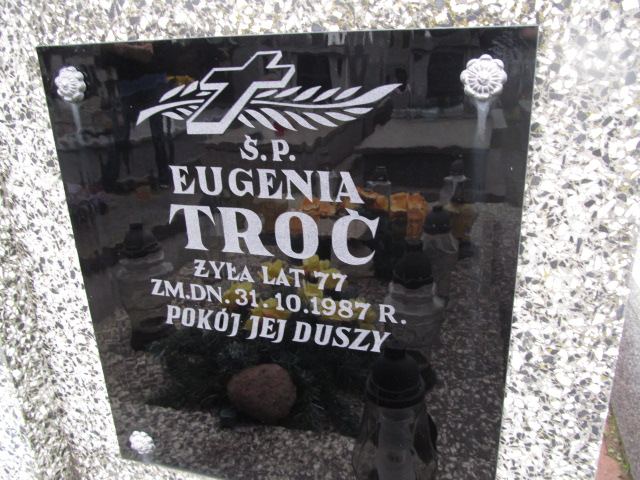 Ś.P.
EUGENIA
TROĆ
ŻYŁA LAT 77
ZM.DN. 31.10.1987 R.
POKÓJ JEJ DUSZY